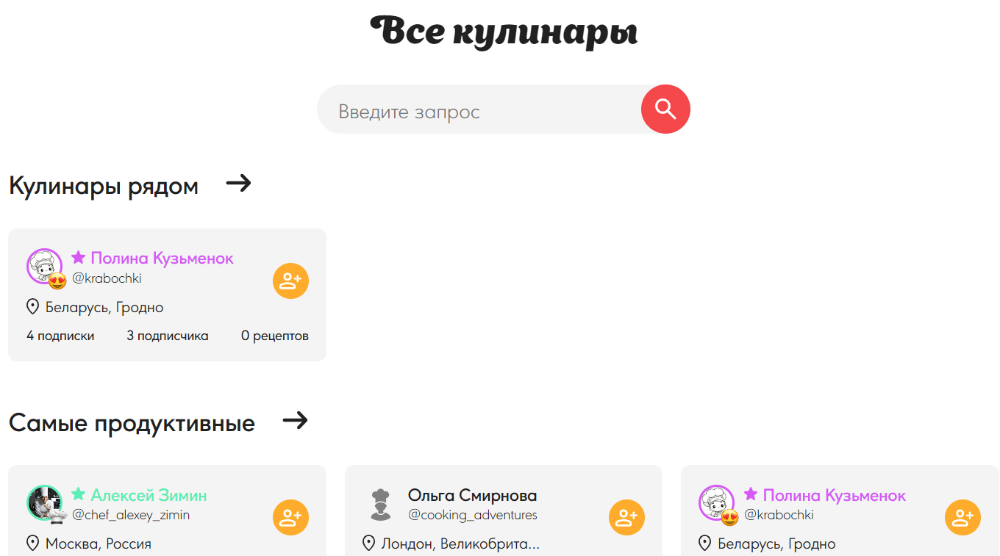 Все кулинары
Введите запрос
Кулинары рядом
Полина Кузьменок
@krabochki
Беларусь, Гродно
4 подписки 3 подписчика 0 рецептов
Самые продуктивные
Алексей Зимин
@chef_alexey_zimin
Москва, Россия
Ольга Смирнова
@cooking_adventures
Лондон, Великобрита...
Полина Кузьменок
@krabochki
Беларусь, Гродно